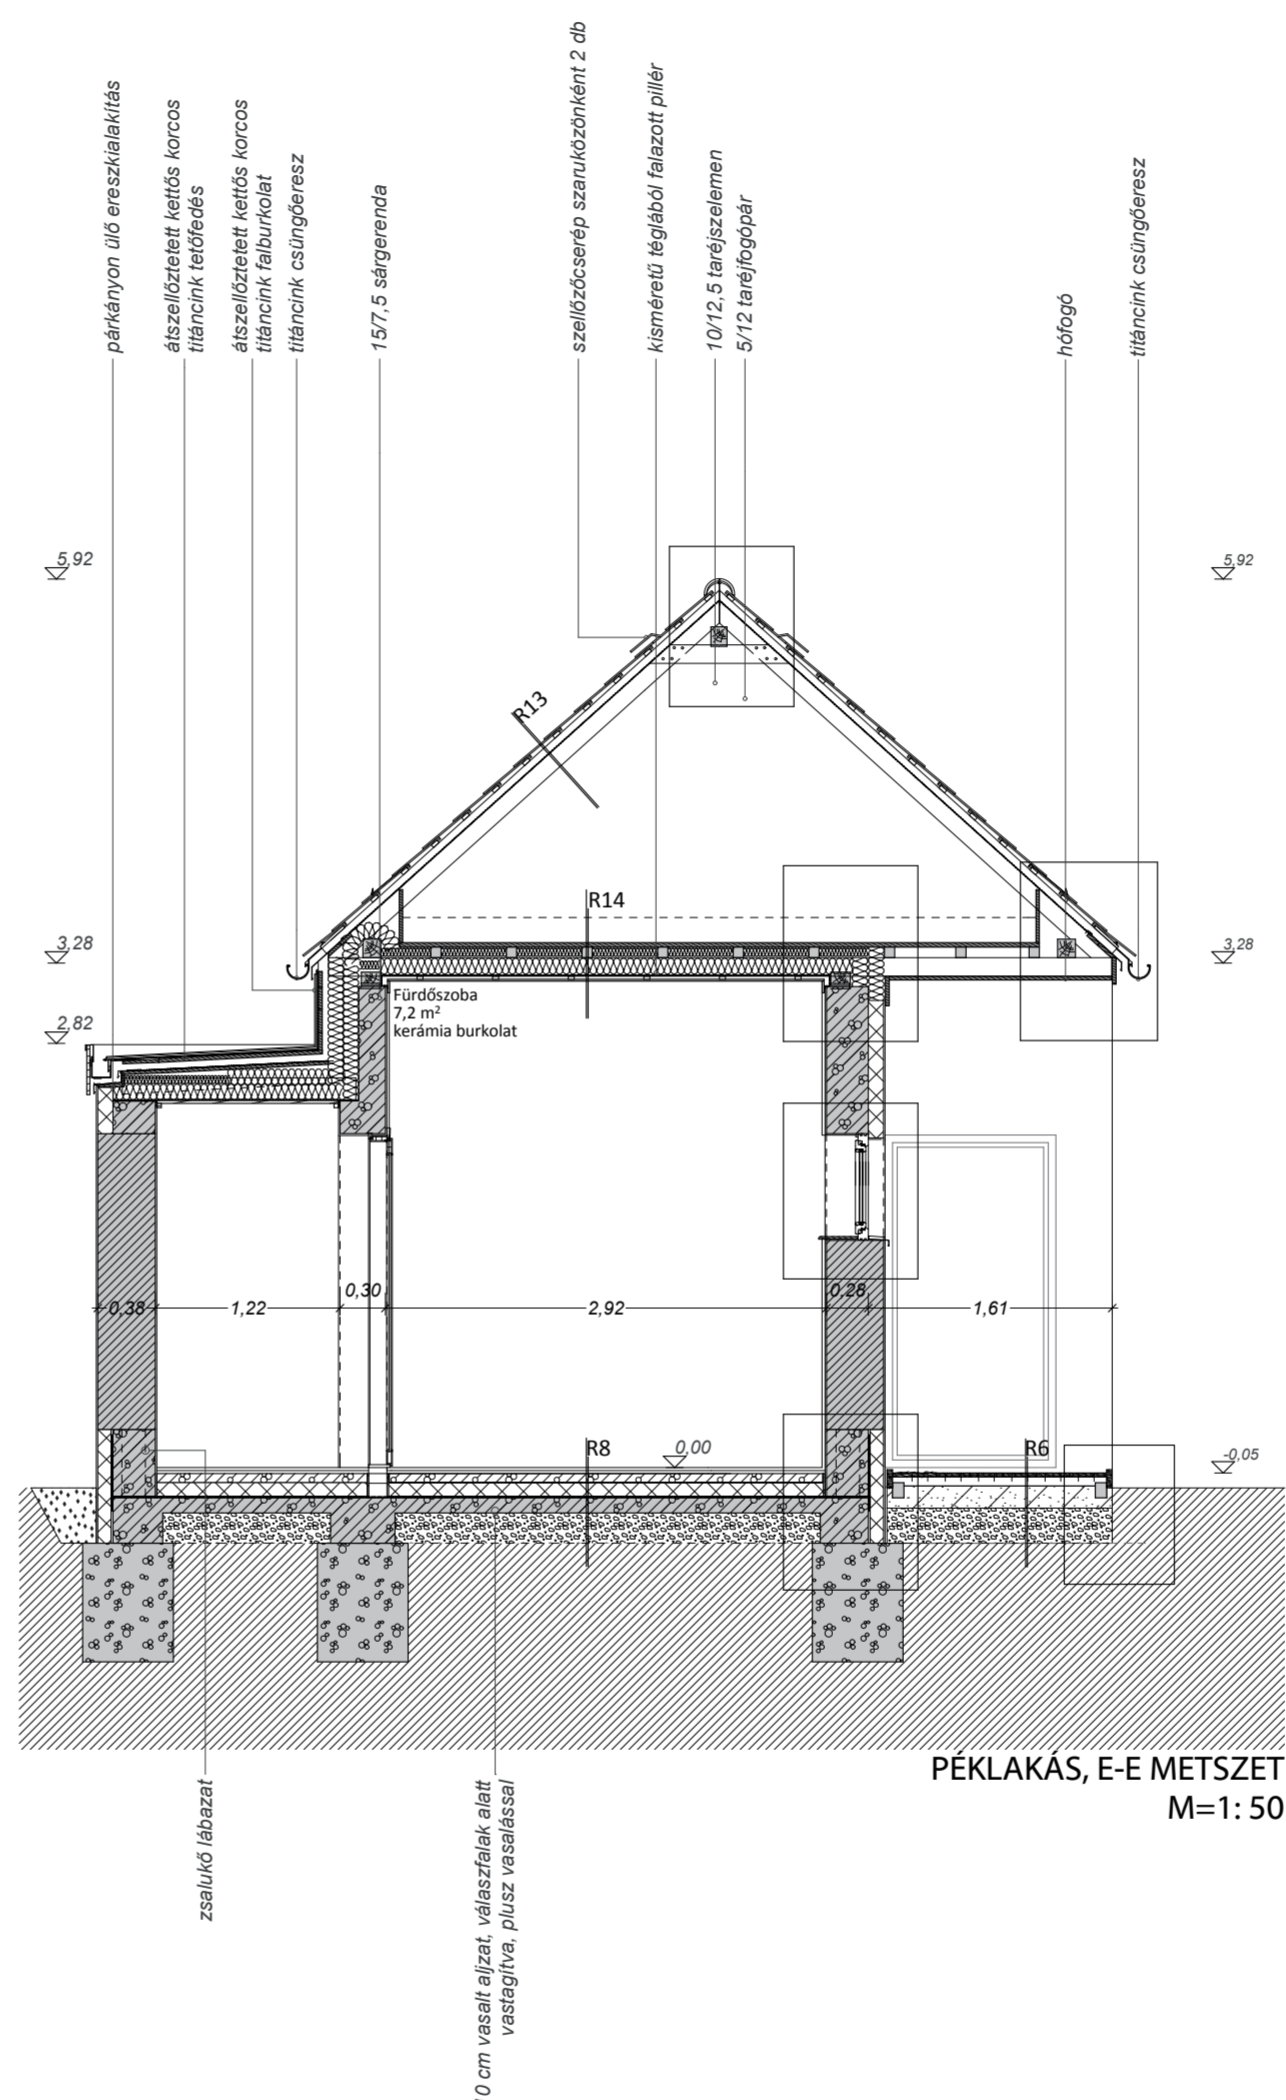 párkányon ülő ereszkialakítás
átszellőztetett kettős korcos
titáncink tetőfedés
átszellőztetett kettős korcos
titáncink falburkolat
titáncink csüngőeresz
15/7,5 sárgerenda
szellőzőcserép szaruközönként 2 db
kisméretű téglából falazott pillér
10/12,5 taréjszelemen
5/12 taréjfogópár
hófogó
titáncink csüngőeresz
5,92
5,92
R13
R14
3,28
3,28
2,82
Fürdőszoba
7,2 m²
kerámia burkolat
0,38
1,22
0,30
2,92
0,28
1,61
R8
0,00
R6
-0,05
PÉKLAKÁS, E-E METSZET
M=1: 50
zsalukő lábazat
0 cm vasalt aljzat, válaszfalak alatt
vastagítva, plusz vasalással